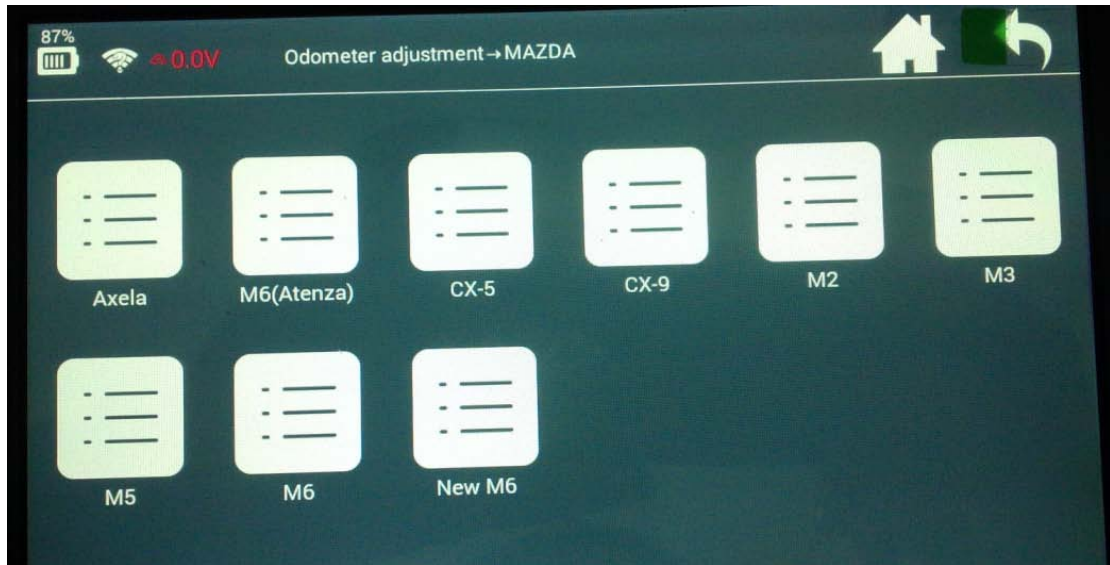 87%
0.0V
Odometer adjustment→MAZDA
Axela
M6(Atenza)
CX-5
CX-9
M2
M3
M5
M6
New M6